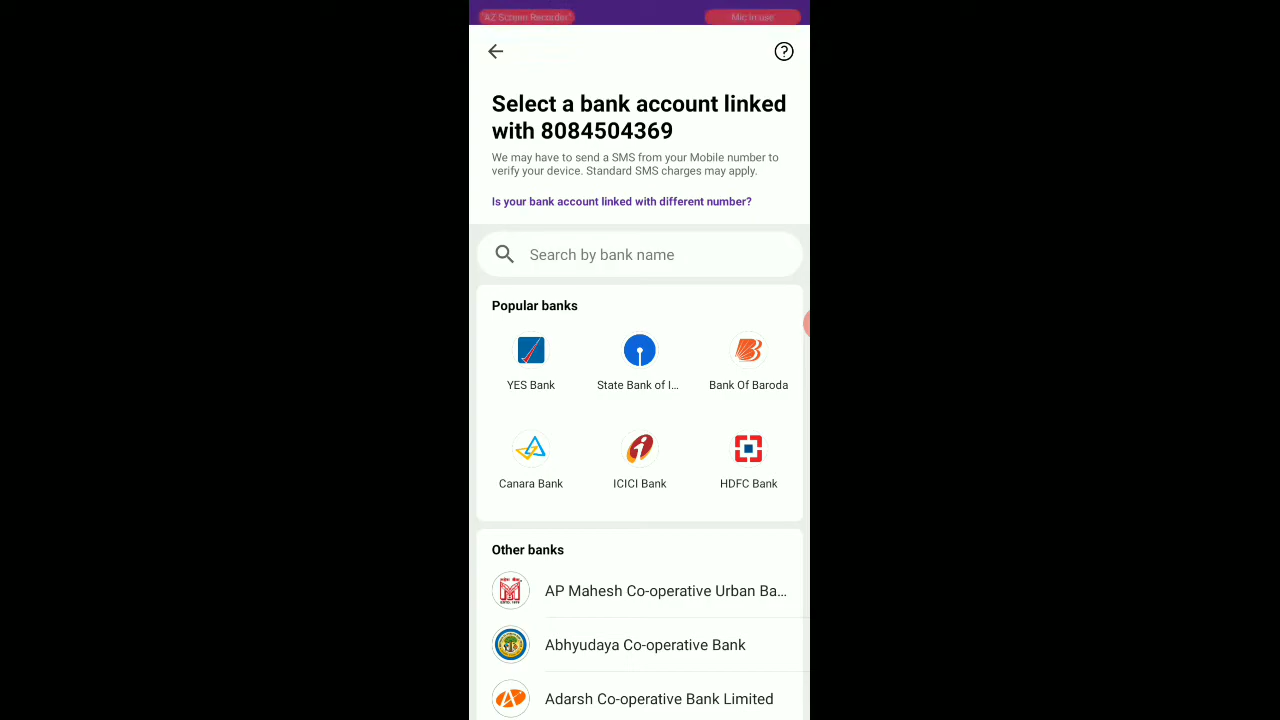 AZ Screen Recorder
Mic in use
Select a bank account linked
with 8084504369
We may have to send a SMS from your Mobile number to
verify your device. Standard SMS charges may apply.
Is your bank account linked with different number?
Search by bank name
Popular banks
YES Bank
State Bank of I...
Bank Of Baroda
Canara Bank
ICICI Bank
HDFC Bank
Other banks
AP Mahesh Co-operative Urban Ba...
Abhyudaya Co-operative Bank
Adarsh Co-operative Bank Limited